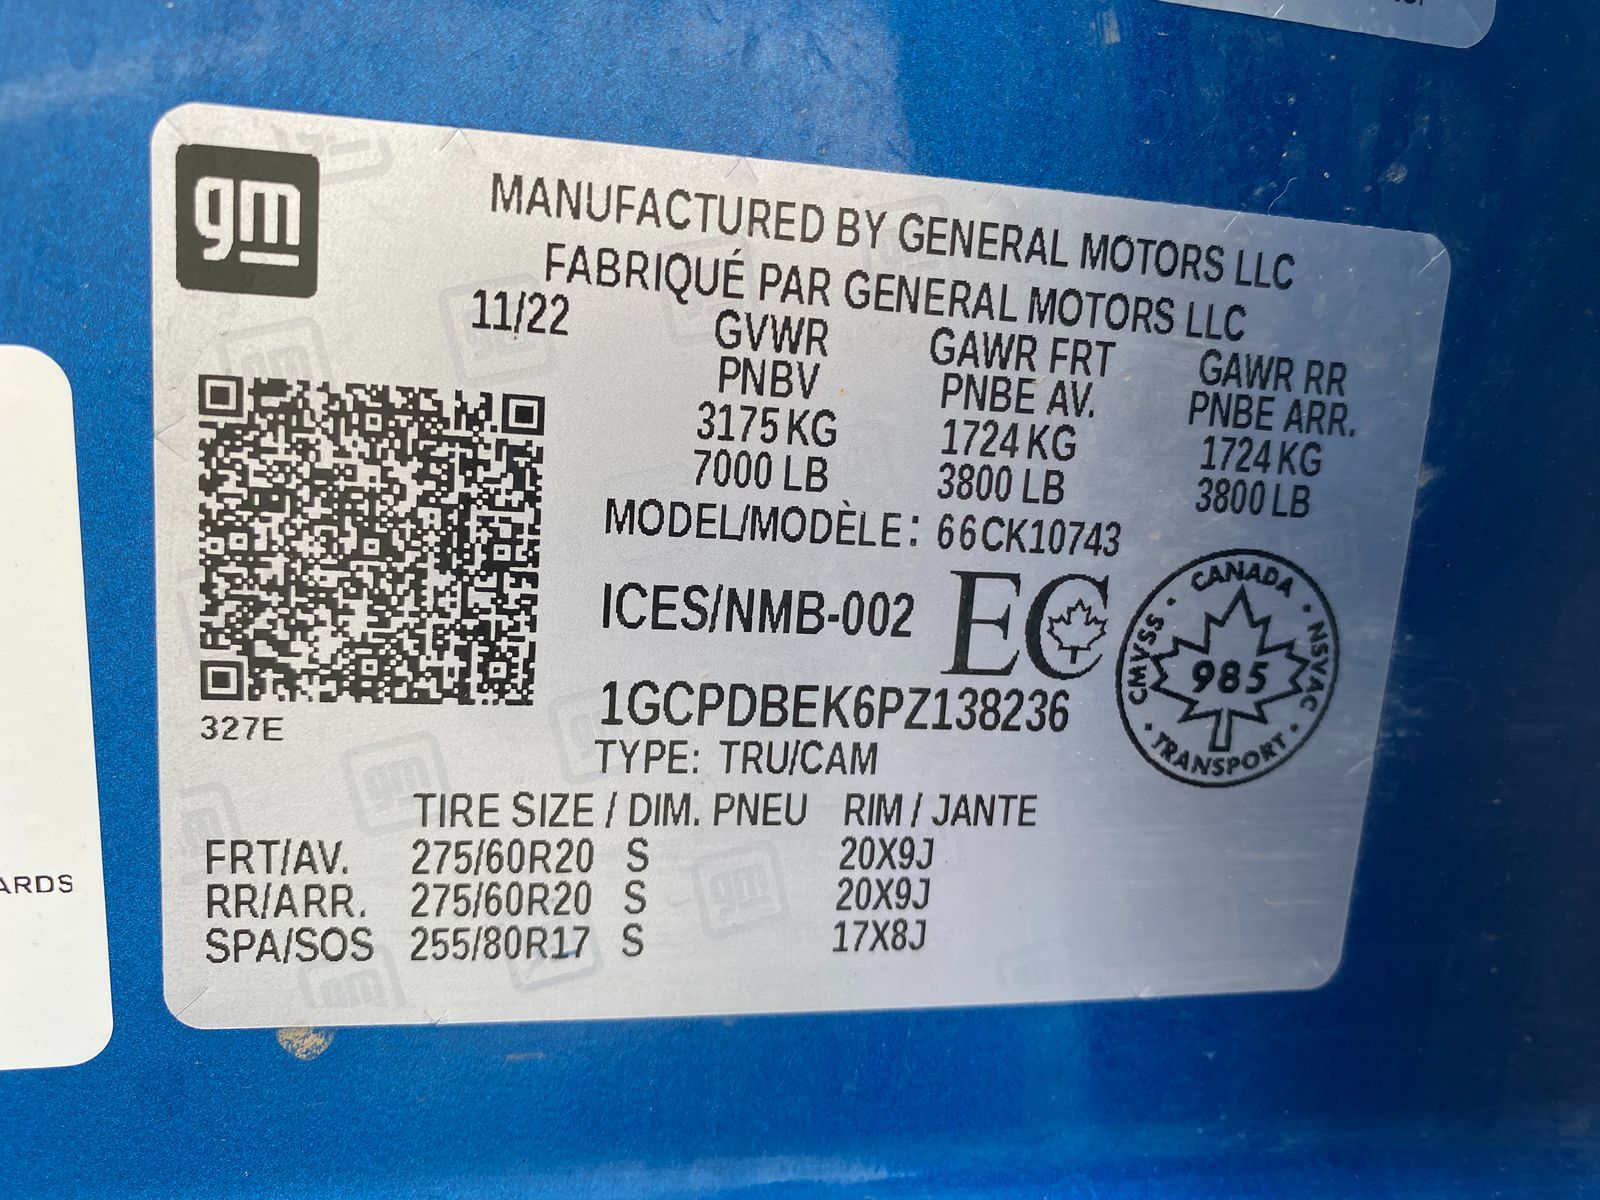 gm
MANUFACTURED BY GENERAL MOTORS LLC
FABRIQUÉ PAR GENERAL MOTORS LLC
11/22
GVWR GAWR FRT GAWR RR
PNBV PNBE AV. PNBE ARR.
3175 KG 1724 KG 1724 KG
7000 LB 3800 LB 3800 LB
MODEL/MODÈLE: 66CK10743
ICES/NMB-002 EC
CANADA
CMVSS 985 NSVAC
TRANSPORT
1GCPDBEK6PZ138236
327E
TYPE: TRU/CAM
TIRE SIZE / DIM. PNEU RIM / JANTE
FRT/AV. 275/60R20 S 20X9J
RR/ARR. 275/60R20 S 20X9J
SPA/SOS 255/80R17 S 17X8J
ARDS